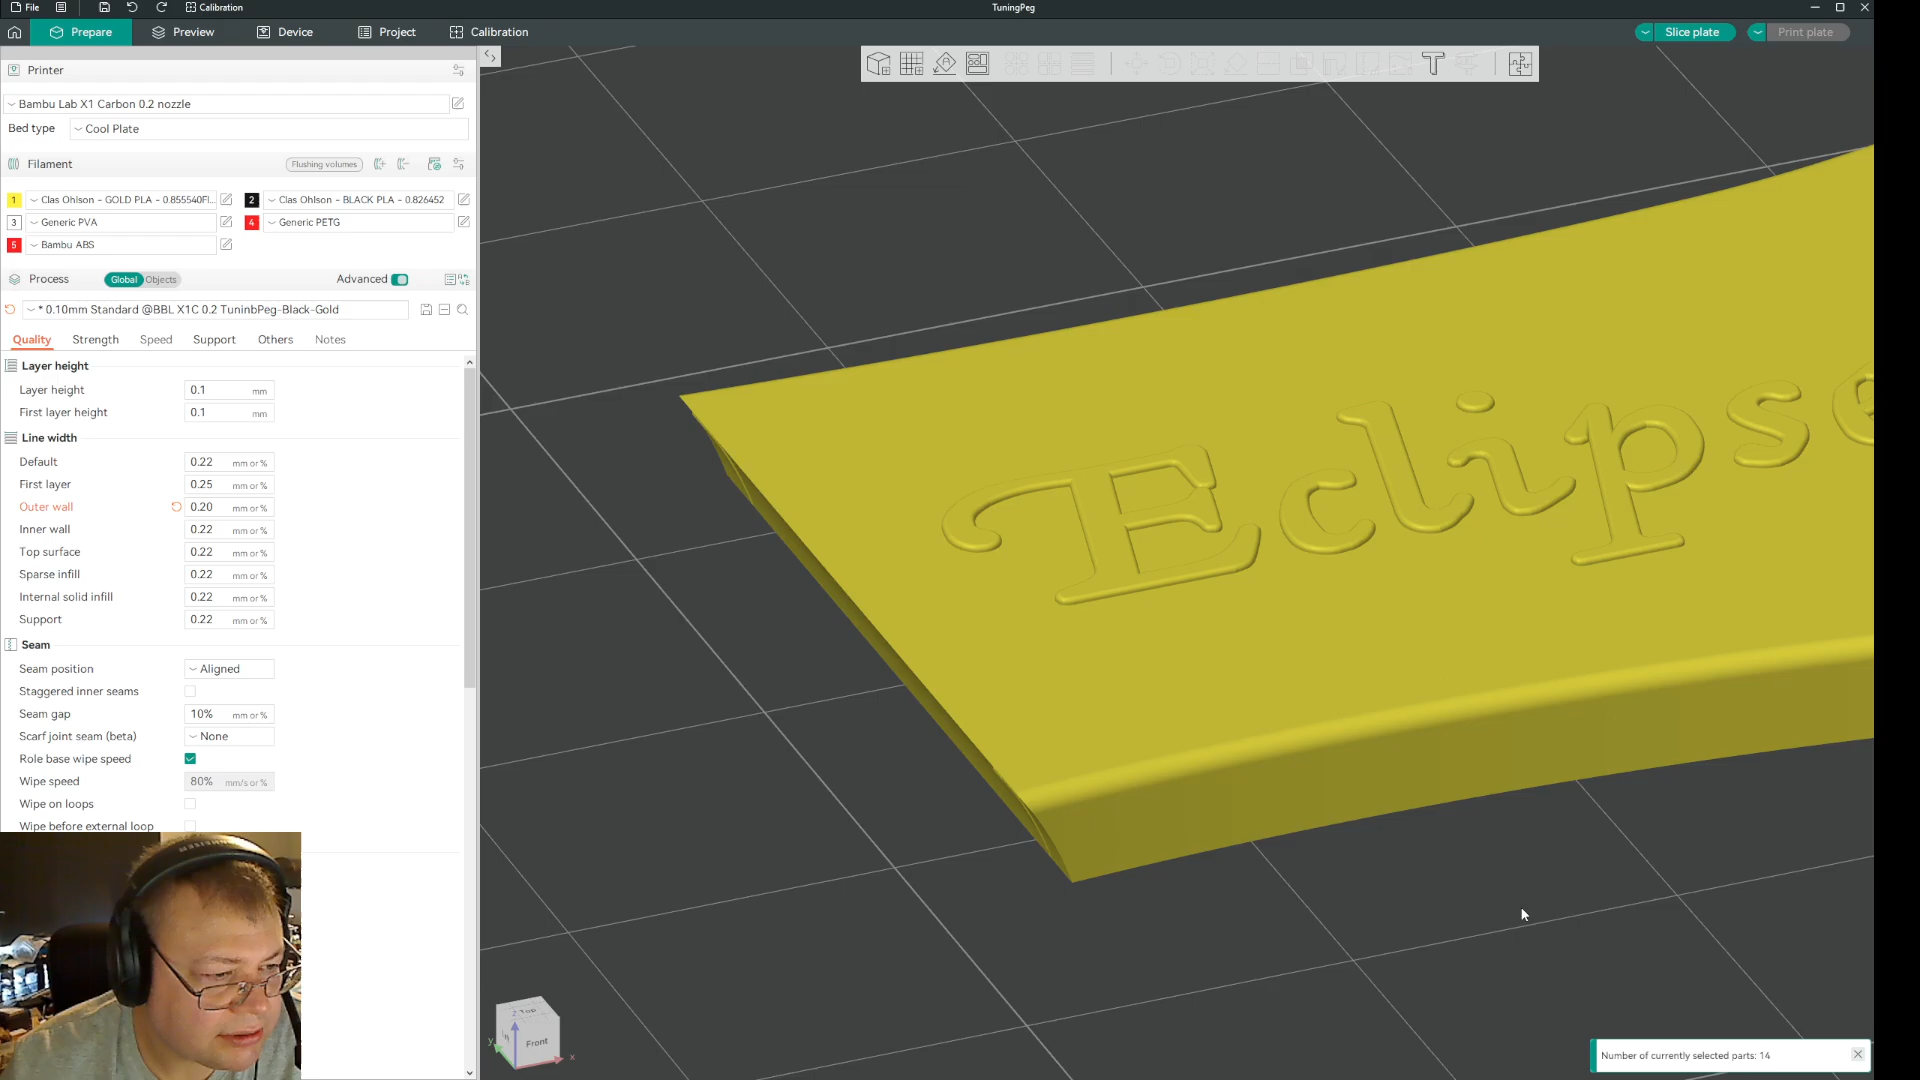 File
Calibration
TuningPeg
Prepare
Preview
Device
Project
Calibration
Slice plate
Print plate
Printer
Bambu Lab X1 Carbon 0.2 nozzle
Bed type
Cool Plate
Filament
Flushing volumes
1 Clas Ohlson - GOLD PLA - 0.855540Fl...
2 Clas Ohlson - BLACK PLA - 0.826452
3 Generic PVA
4 Generic PETG
5 Bambu ABS
Process
Global
Objects
Advanced
* 0.10mm Standard @BBL X1C 0.2 TuninbPeg-Black-Gold
Quality
Strength
Speed
Support
Others
Notes
Layer height
Layer height 0.1 mm
First layer height 0.1 mm
Line width
Default 0.22 mm or %
First layer 0.25 mm or %
Outer wall 0.20 mm or %
Inner wall 0.22 mm or %
Top surface 0.22 mm or %
Sparse infill 0.22 mm or %
Internal solid infill 0.22 mm or %
Support 0.22 mm or %
Seam
Seam position Aligned
Staggered inner seams
Seam gap 10% mm or %
Scarf joint seam (beta) None
Role base wipe speed
Wipe speed 80% mm/s or %
Wipe on loops
Wipe before external loop
Eclipse
Top
Front
x
y
Number of currently selected parts: 14